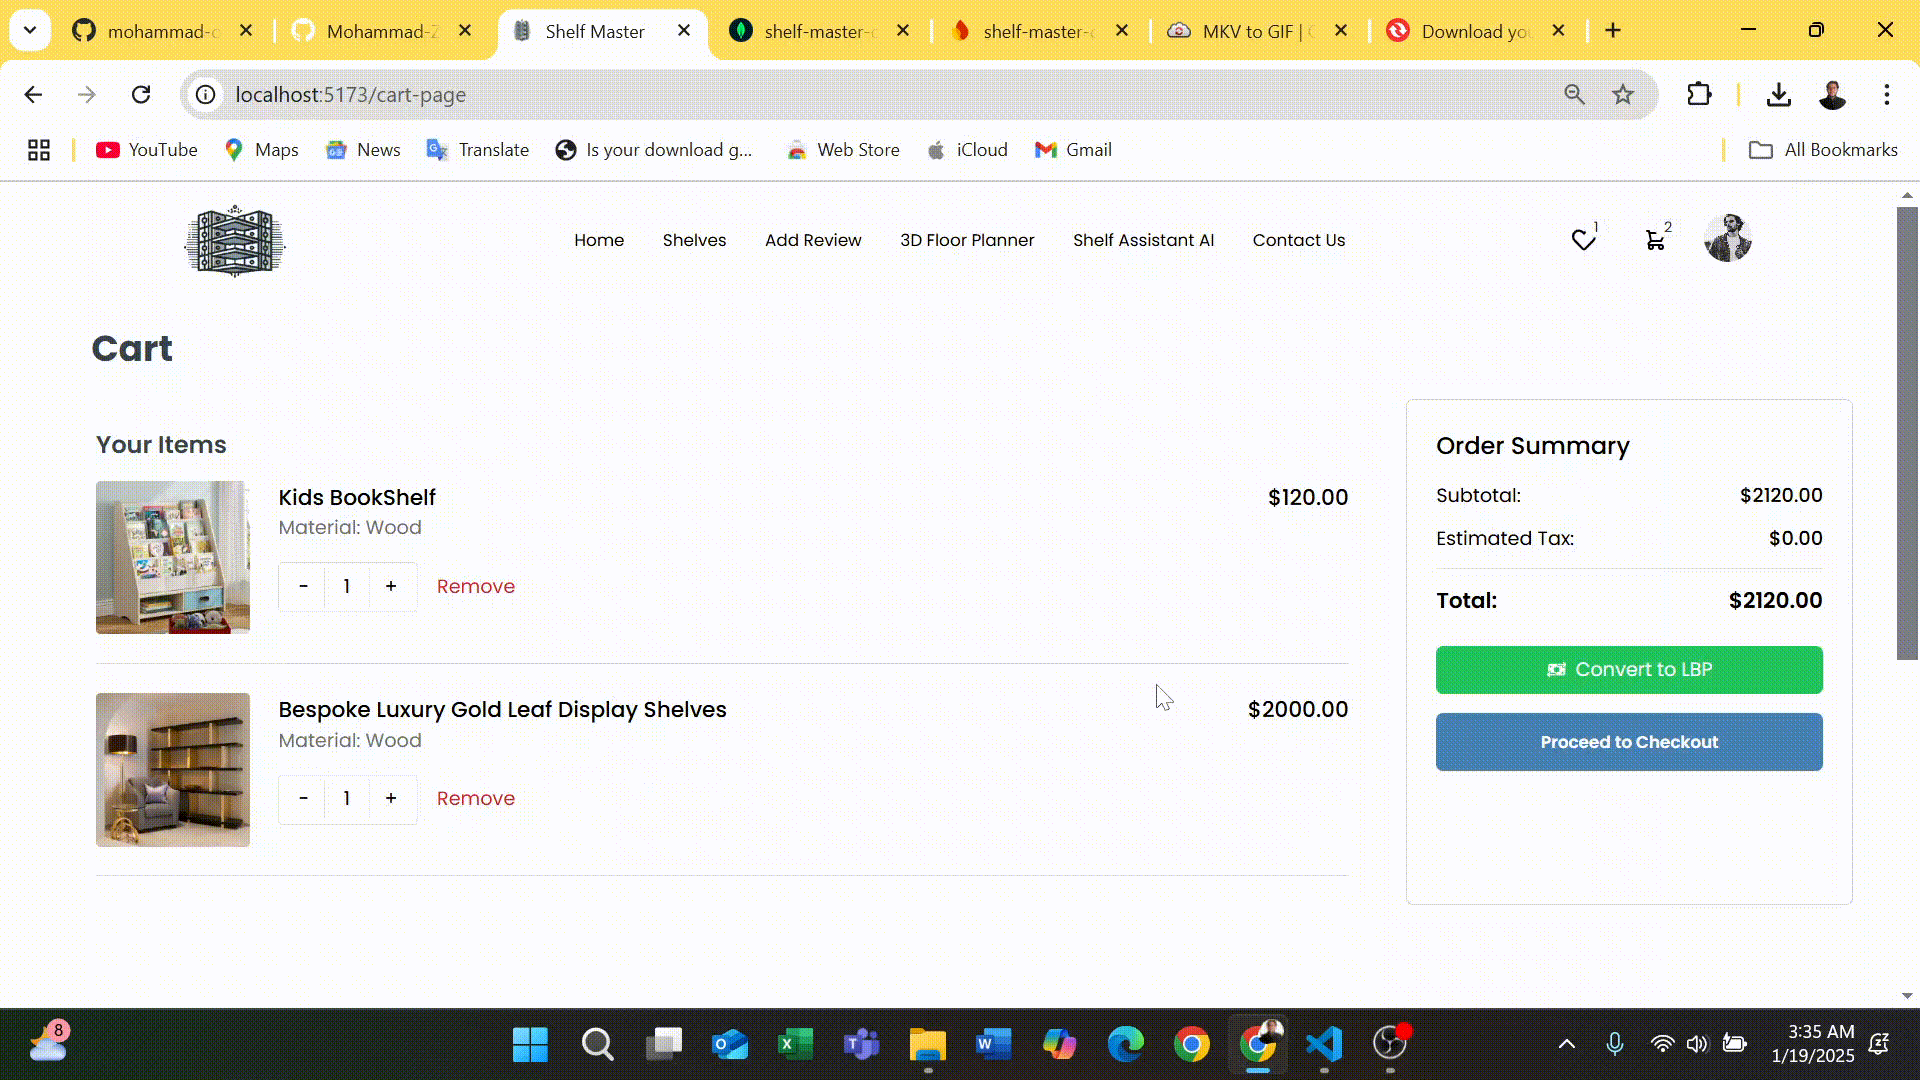 mohammad-c
Mohammad-Z
Shelf Master
shelf-master-c
shelf-master-c
MKV to GIF | C
Download you
localhost:5173/cart-page
YouTube
Maps
News
Translate
Is your download g...
Web Store
iCloud
Gmail
All Bookmarks
Home
Shelves
Add Review
3D Floor Planner
Shelf Assistant AI
Contact Us
1
2
Cart
Your Items
Kids BookShelf
$120.00
Material: Wood
- 1 +
Remove
Bespoke Luxury Gold Leaf Display Shelves
$2000.00
Material: Wood
- 1 +
Remove
Order Summary
Subtotal: $2120.00
Estimated Tax: $0.00
Total: $2120.00
Convert to LBP
Proceed to Checkout
8
3:35 AM
1/19/2025